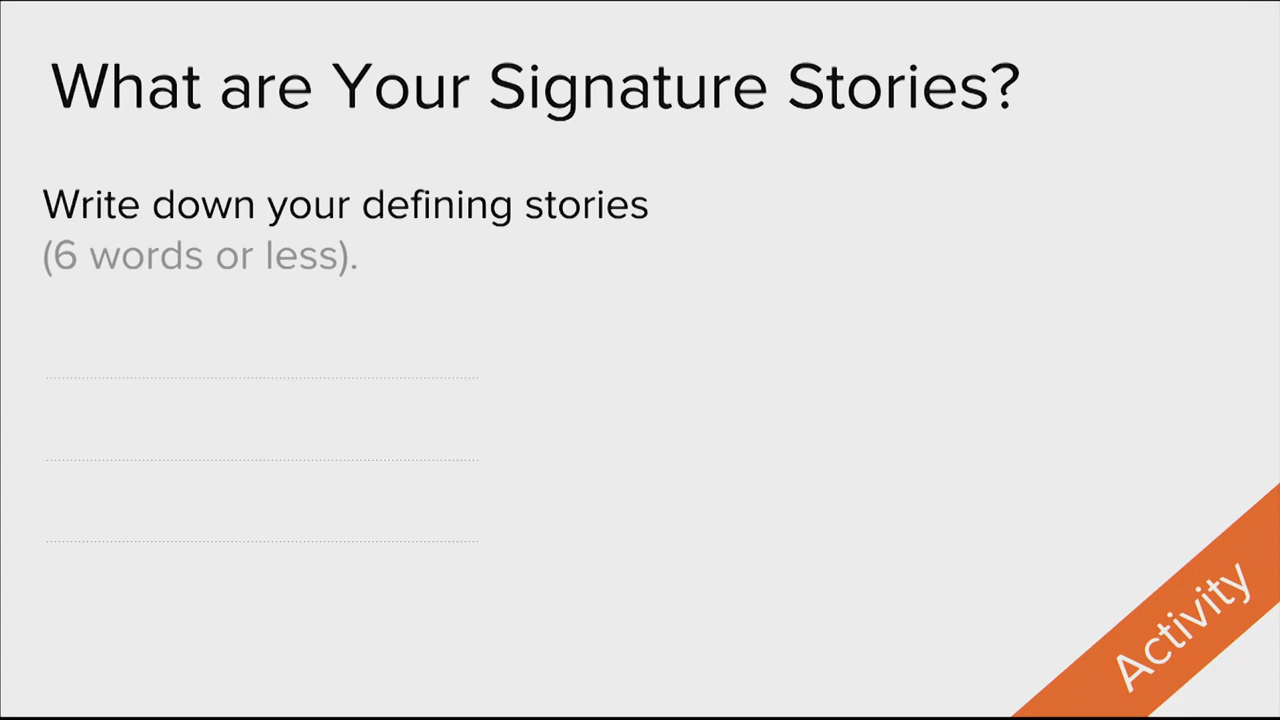 What are Your Signature Stories?
Write down your defining stories
(6 words or less).
Activity